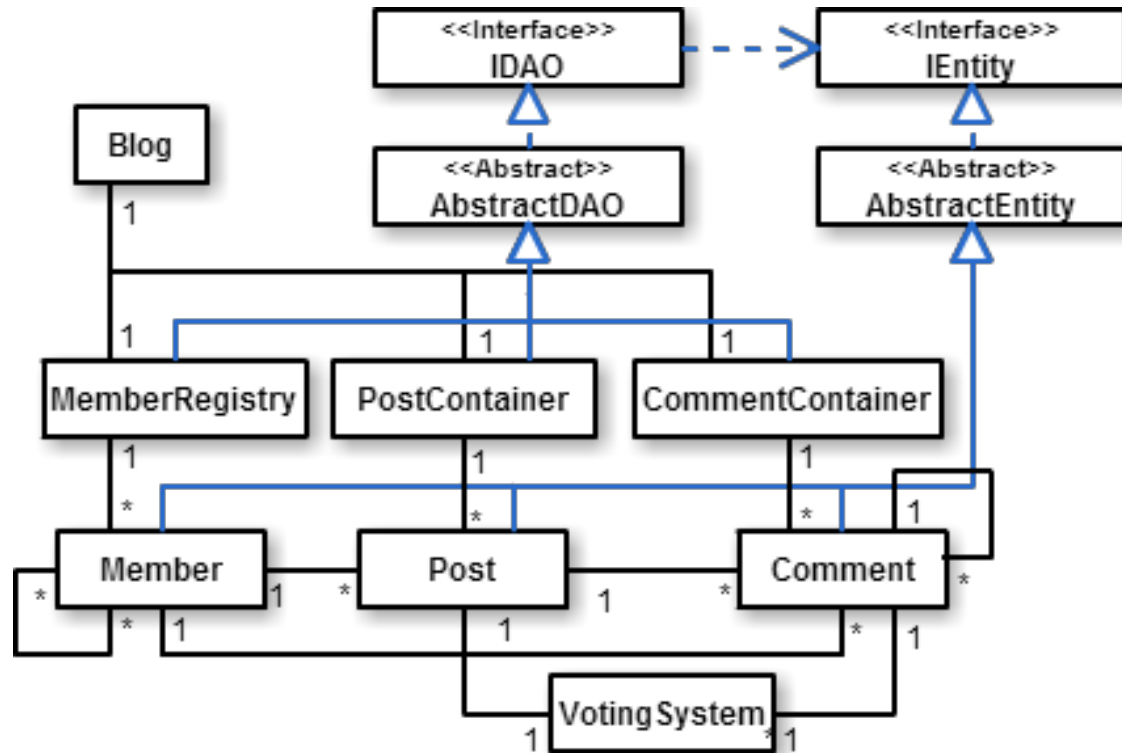 <<Interface>>
IDAO
<<Interface>>
IEntity
Blog
<<Abstract>>
AbstractDAO
<<Abstract>>
AbstractEntity
1
1
1
1
MemberRegistry
PostContainer
CommentContainer
1
1
1
*
*
*
1
Member
Post
Comment
*
1
*
1
*
*
*
1
1
*
1
VotingSystem
1
*
1